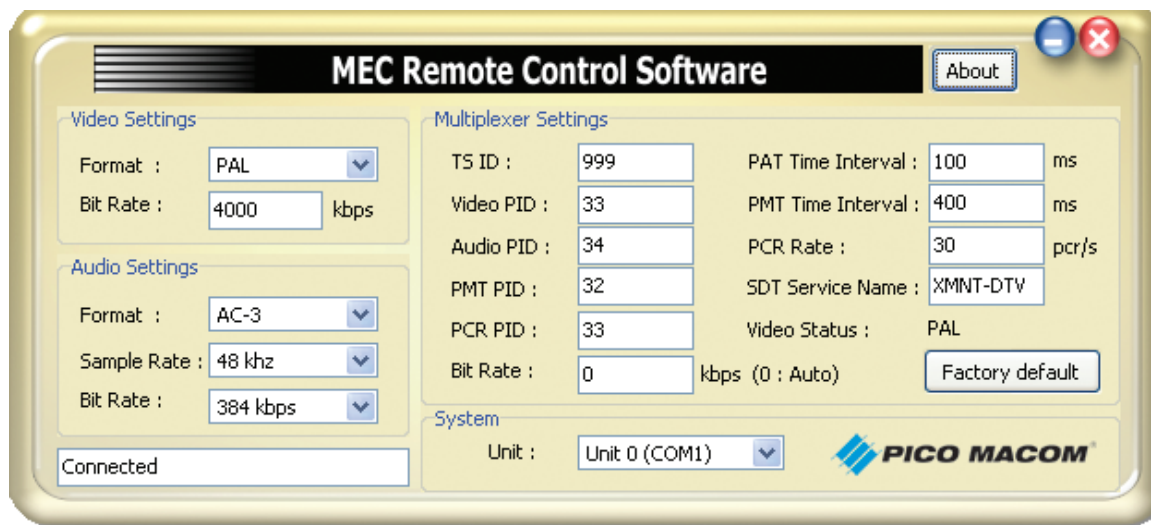 MEC Remote Control Software
About
Video Settings
Format : PAL
Bit Rate : 4000 kbps
Audio Settings
Format : AC-3
Sample Rate : 48 khz
Bit Rate : 384 kbps
Connected
Multiplexer Settings
TS ID : 999
Video PID : 33
Audio PID : 34
PMT PID : 32
PCR PID : 33
Bit Rate : 0 kbps (0 : Auto)
PAT Time Interval : 100 ms
PMT Time Interval : 400 ms
PCR Rate : 30 pcr/s
SDT Service Name : XMNT-DTV
Video Status : PAL
Factory default
System
Unit : Unit 0 (COM1)
PICO MACOM